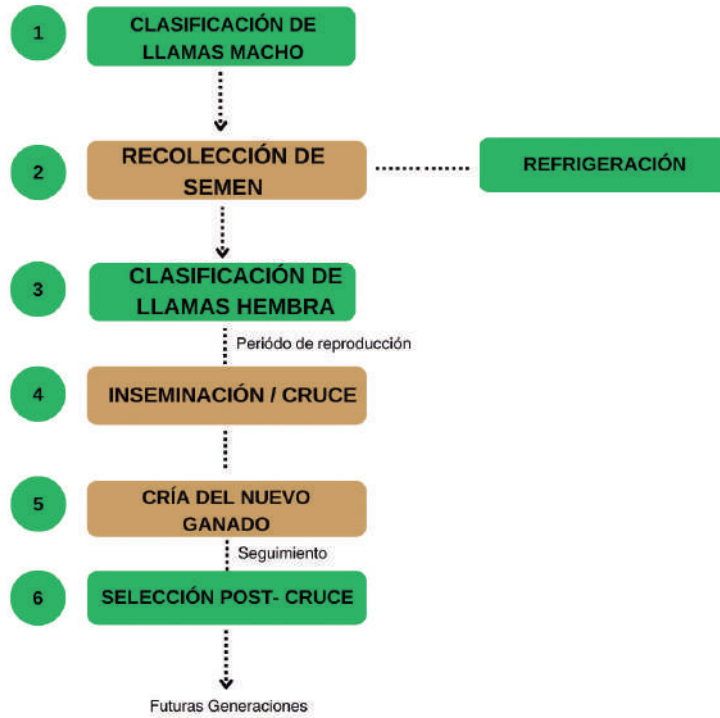 1
CLASIFICACIÓN DE
LLAMAS MACHO
2
RECOLECCIÓN DE
SEMEN
REFRIGERACIÓN
3
CLASIFICACIÓN DE
LLAMAS HEMBRA
Periódo de reproducción
4
INSEMINACIÓN / CRUCE
5
CRÍA DEL NUEVO
GANADO
Seguimiento
6
SELECCIÓN POST- CRUCE
Futuras Generaciones